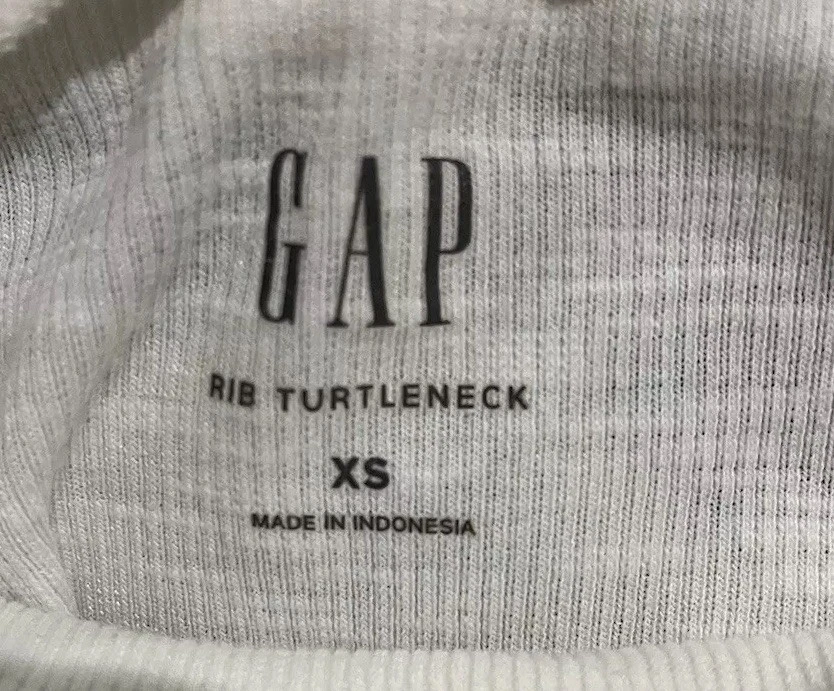 GAP
RIB TURTLENECK
XS
MADE IN INDONESIA